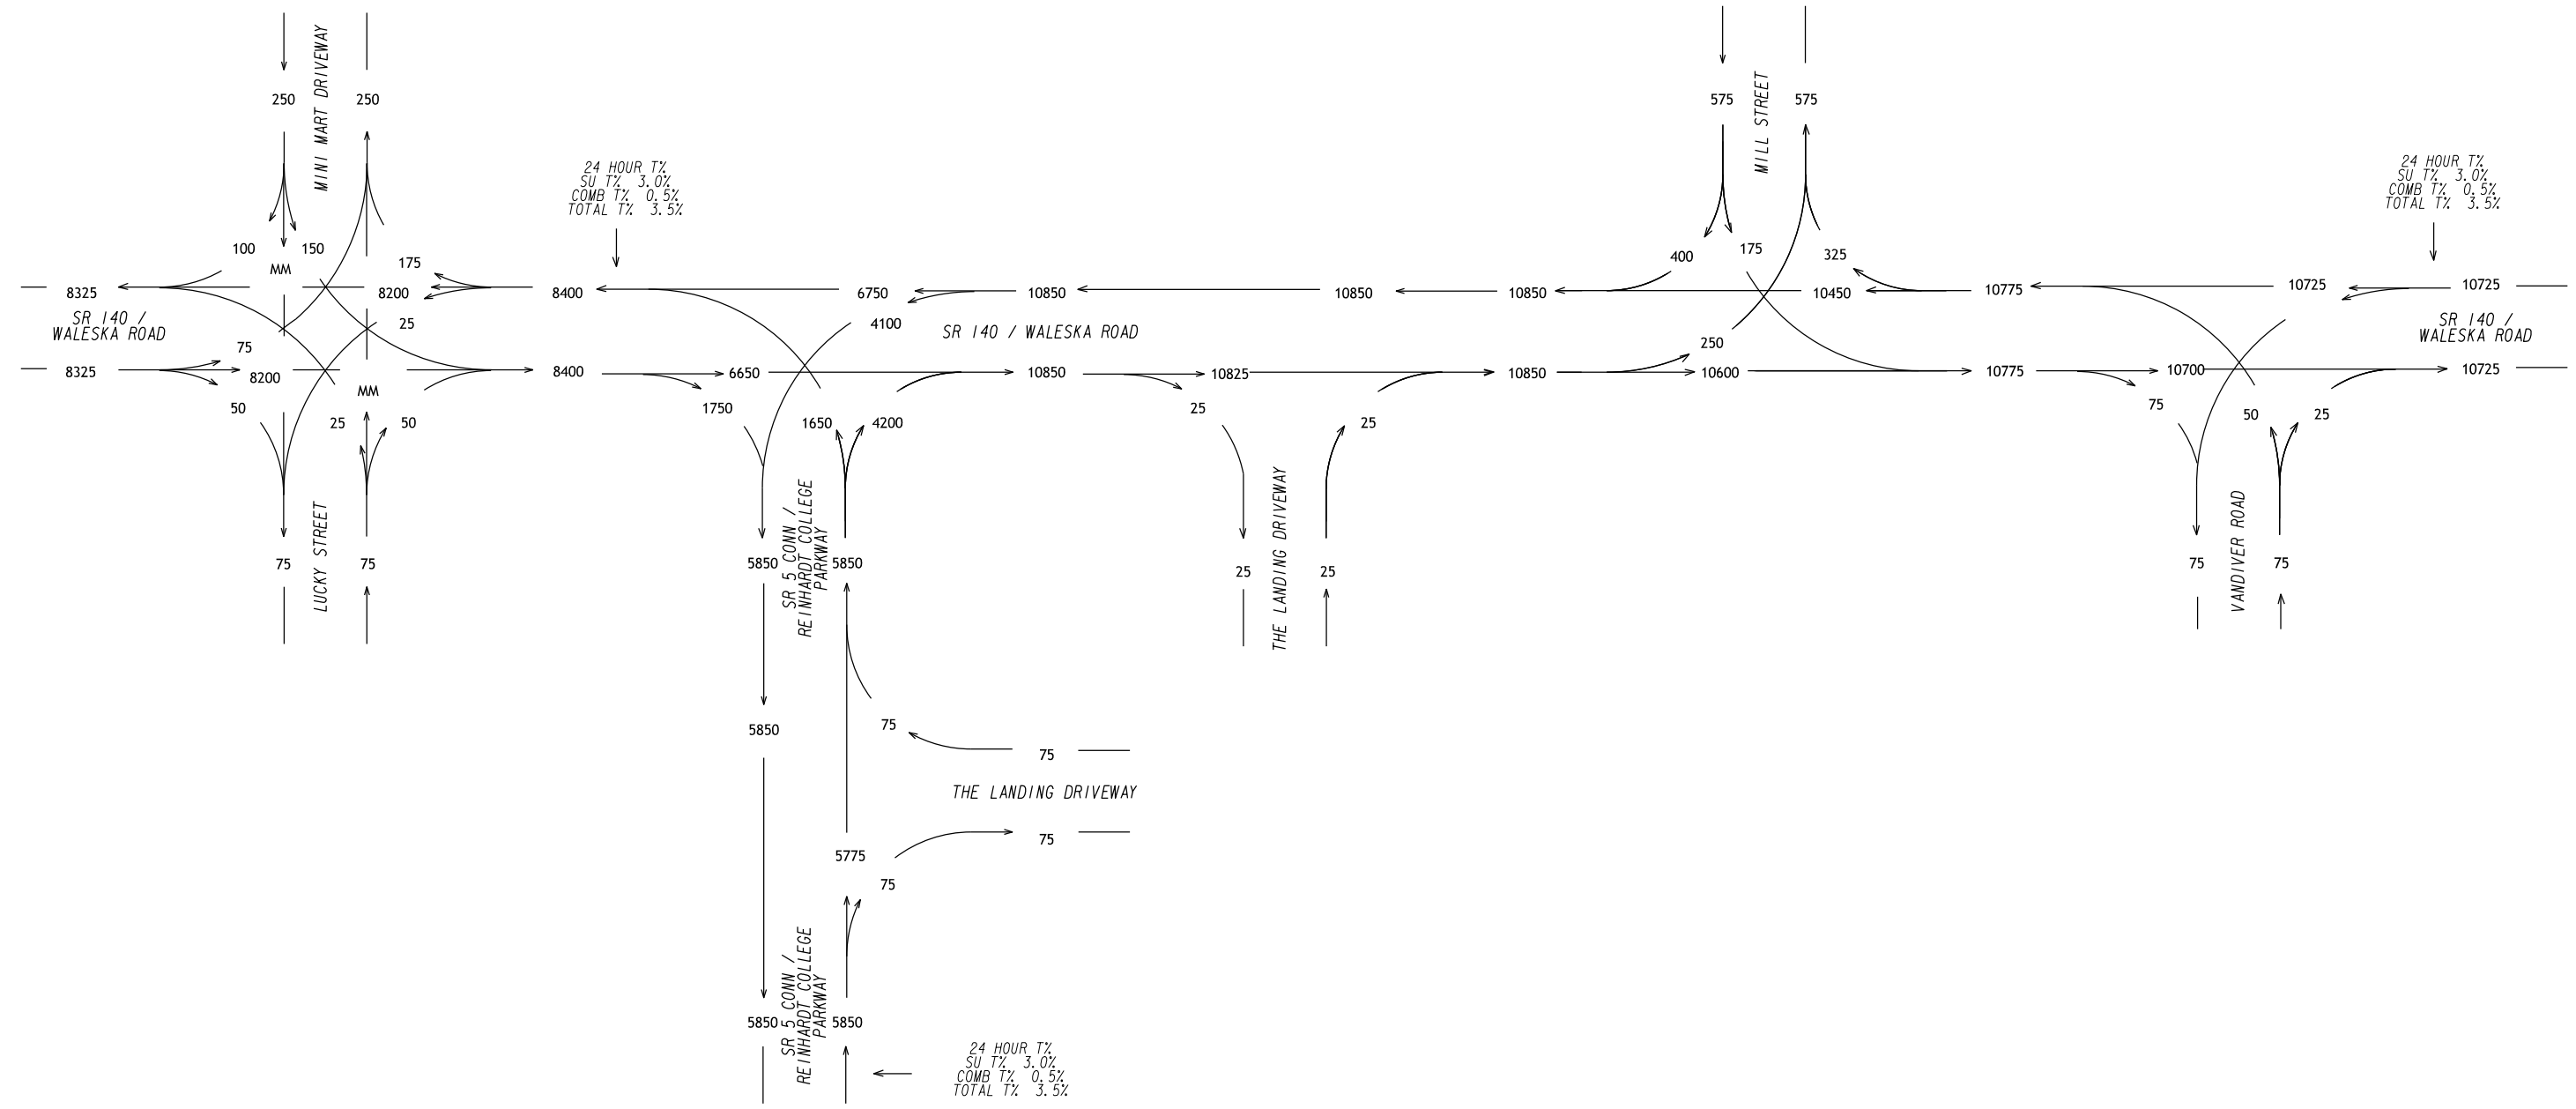 250
250
MINI MART DRIVEWAY
575
575
MILL STREET
24 HOUR T%
SU T% 3.0%
COMB T% 0.5%
TOTAL T% 3.5%
24 HOUR T%
SU T% 3.0%
COMB T% 0.5%
TOTAL T% 3.5%
100
150
175
MM
400
175
325
8325
8200
8400
6750
10850
10850
10850
10450
10775
10725
10725
SR 140 /
WALESKA ROAD
25
4100
SR 140 / WALESKA ROAD
SR 140 /
WALESKA ROAD
75
250
8325
8200
8400
6650
10850
10825
10850
10600
10775
10700
10725
MM
50
25
50
1750
1650
4200
25
25
75
50
25
75
75
LUCKY STREET
5850
5850
SR 5 CONN /
REINHARDT COLLEGE
PARKWAY
25
25
THE LANDING DRIVEWAY
75
75
VANDIVER ROAD
5850
75
75
THE LANDING DRIVEWAY
75
5775
75
5850
5850
SR 5 CONN /
REINHARDT COLLEGE
PARKWAY
24 HOUR T%
SU T% 3.0%
COMB T% 0.5%
TOTAL T% 3.5%